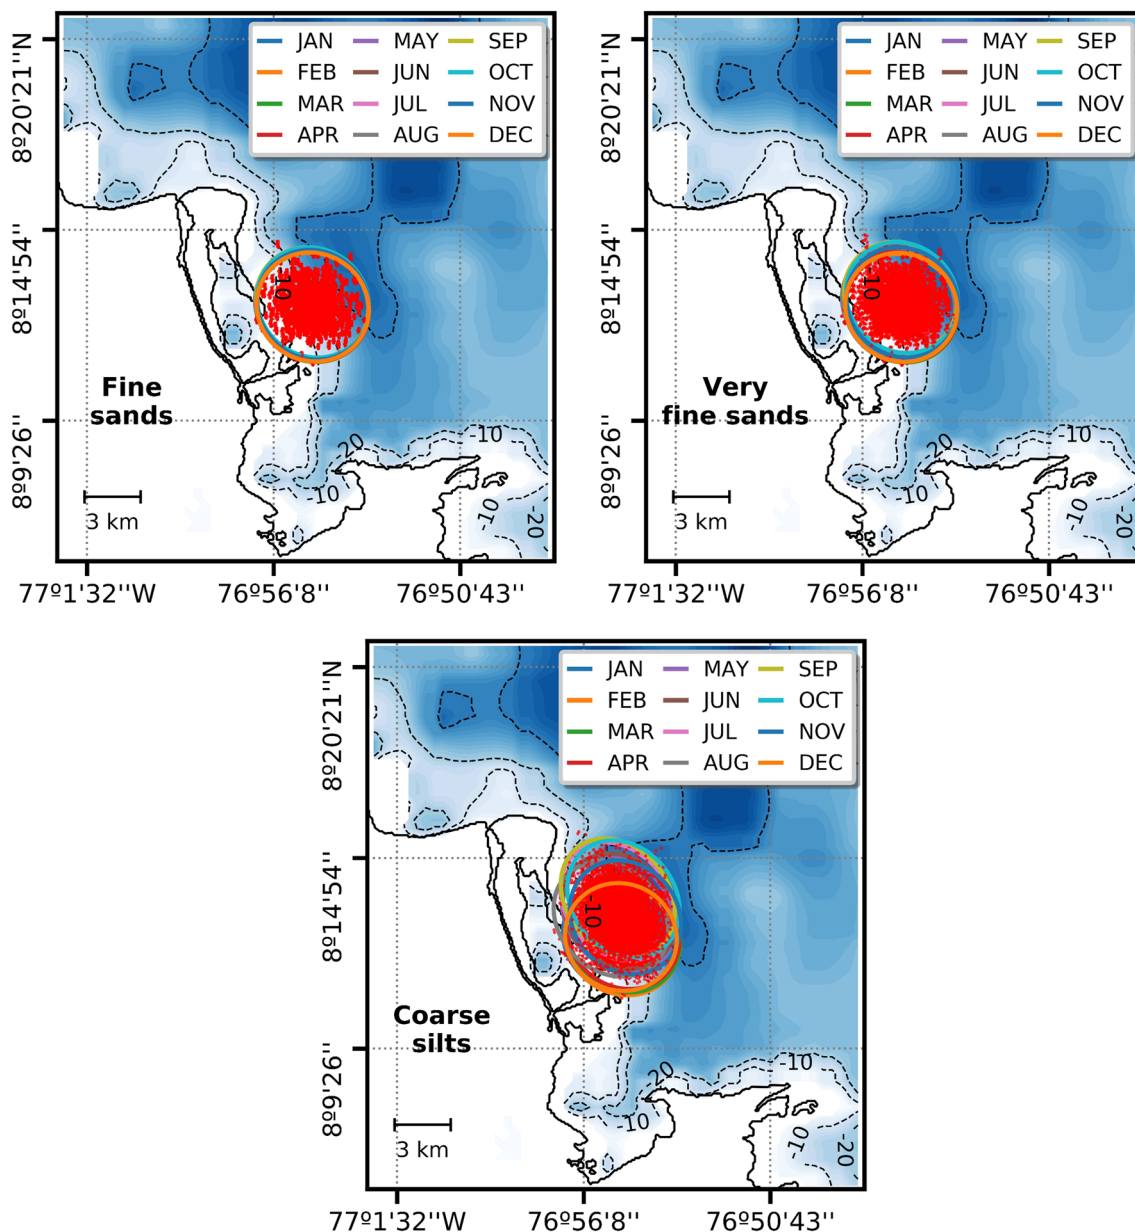 JAN MAY SEP
FEB JUN OCT
MAR JUL NOV
APR AUG DEC
8º20'21''N
8º14'54''
8º9'26''
-10
Fine
sands
20
-10
-10
-10
-20
3 km
77º1'32''W 76º56'8'' 76º50'43''
JAN MAY SEP
FEB JUN OCT
MAR JUL NOV
APR AUG DEC
8º20'21''N
8º14'54''
8º9'26''
-10
Very
fine sands
20
-10
-10
-10
-20
3 km
77º1'32''W 76º56'8'' 76º50'43''
JAN MAY SEP
FEB JUN OCT
MAR JUL NOV
APR AUG DEC
8º20'21''N
8º14'54''
8º9'26''
-10
Coarse
silts
-20
-10
-10
-10
-20
3 km
77º1'32''W 76º56'8'' 76º50'43''